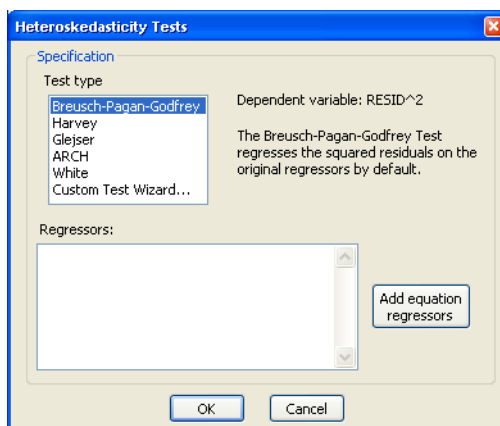 Heteroskedasticity Tests
Specification
Test type
Breusch-Pagan-Godfrey
Harvey
Glejser
ARCH
White
Custom Test Wizard...
Dependent variable: RESID^2
The Breusch-Pagan-Godfrey Test
regresses the squared residuals on the
original regressors by default.
Regressors:
Add equation
regressors
OK
Cancel